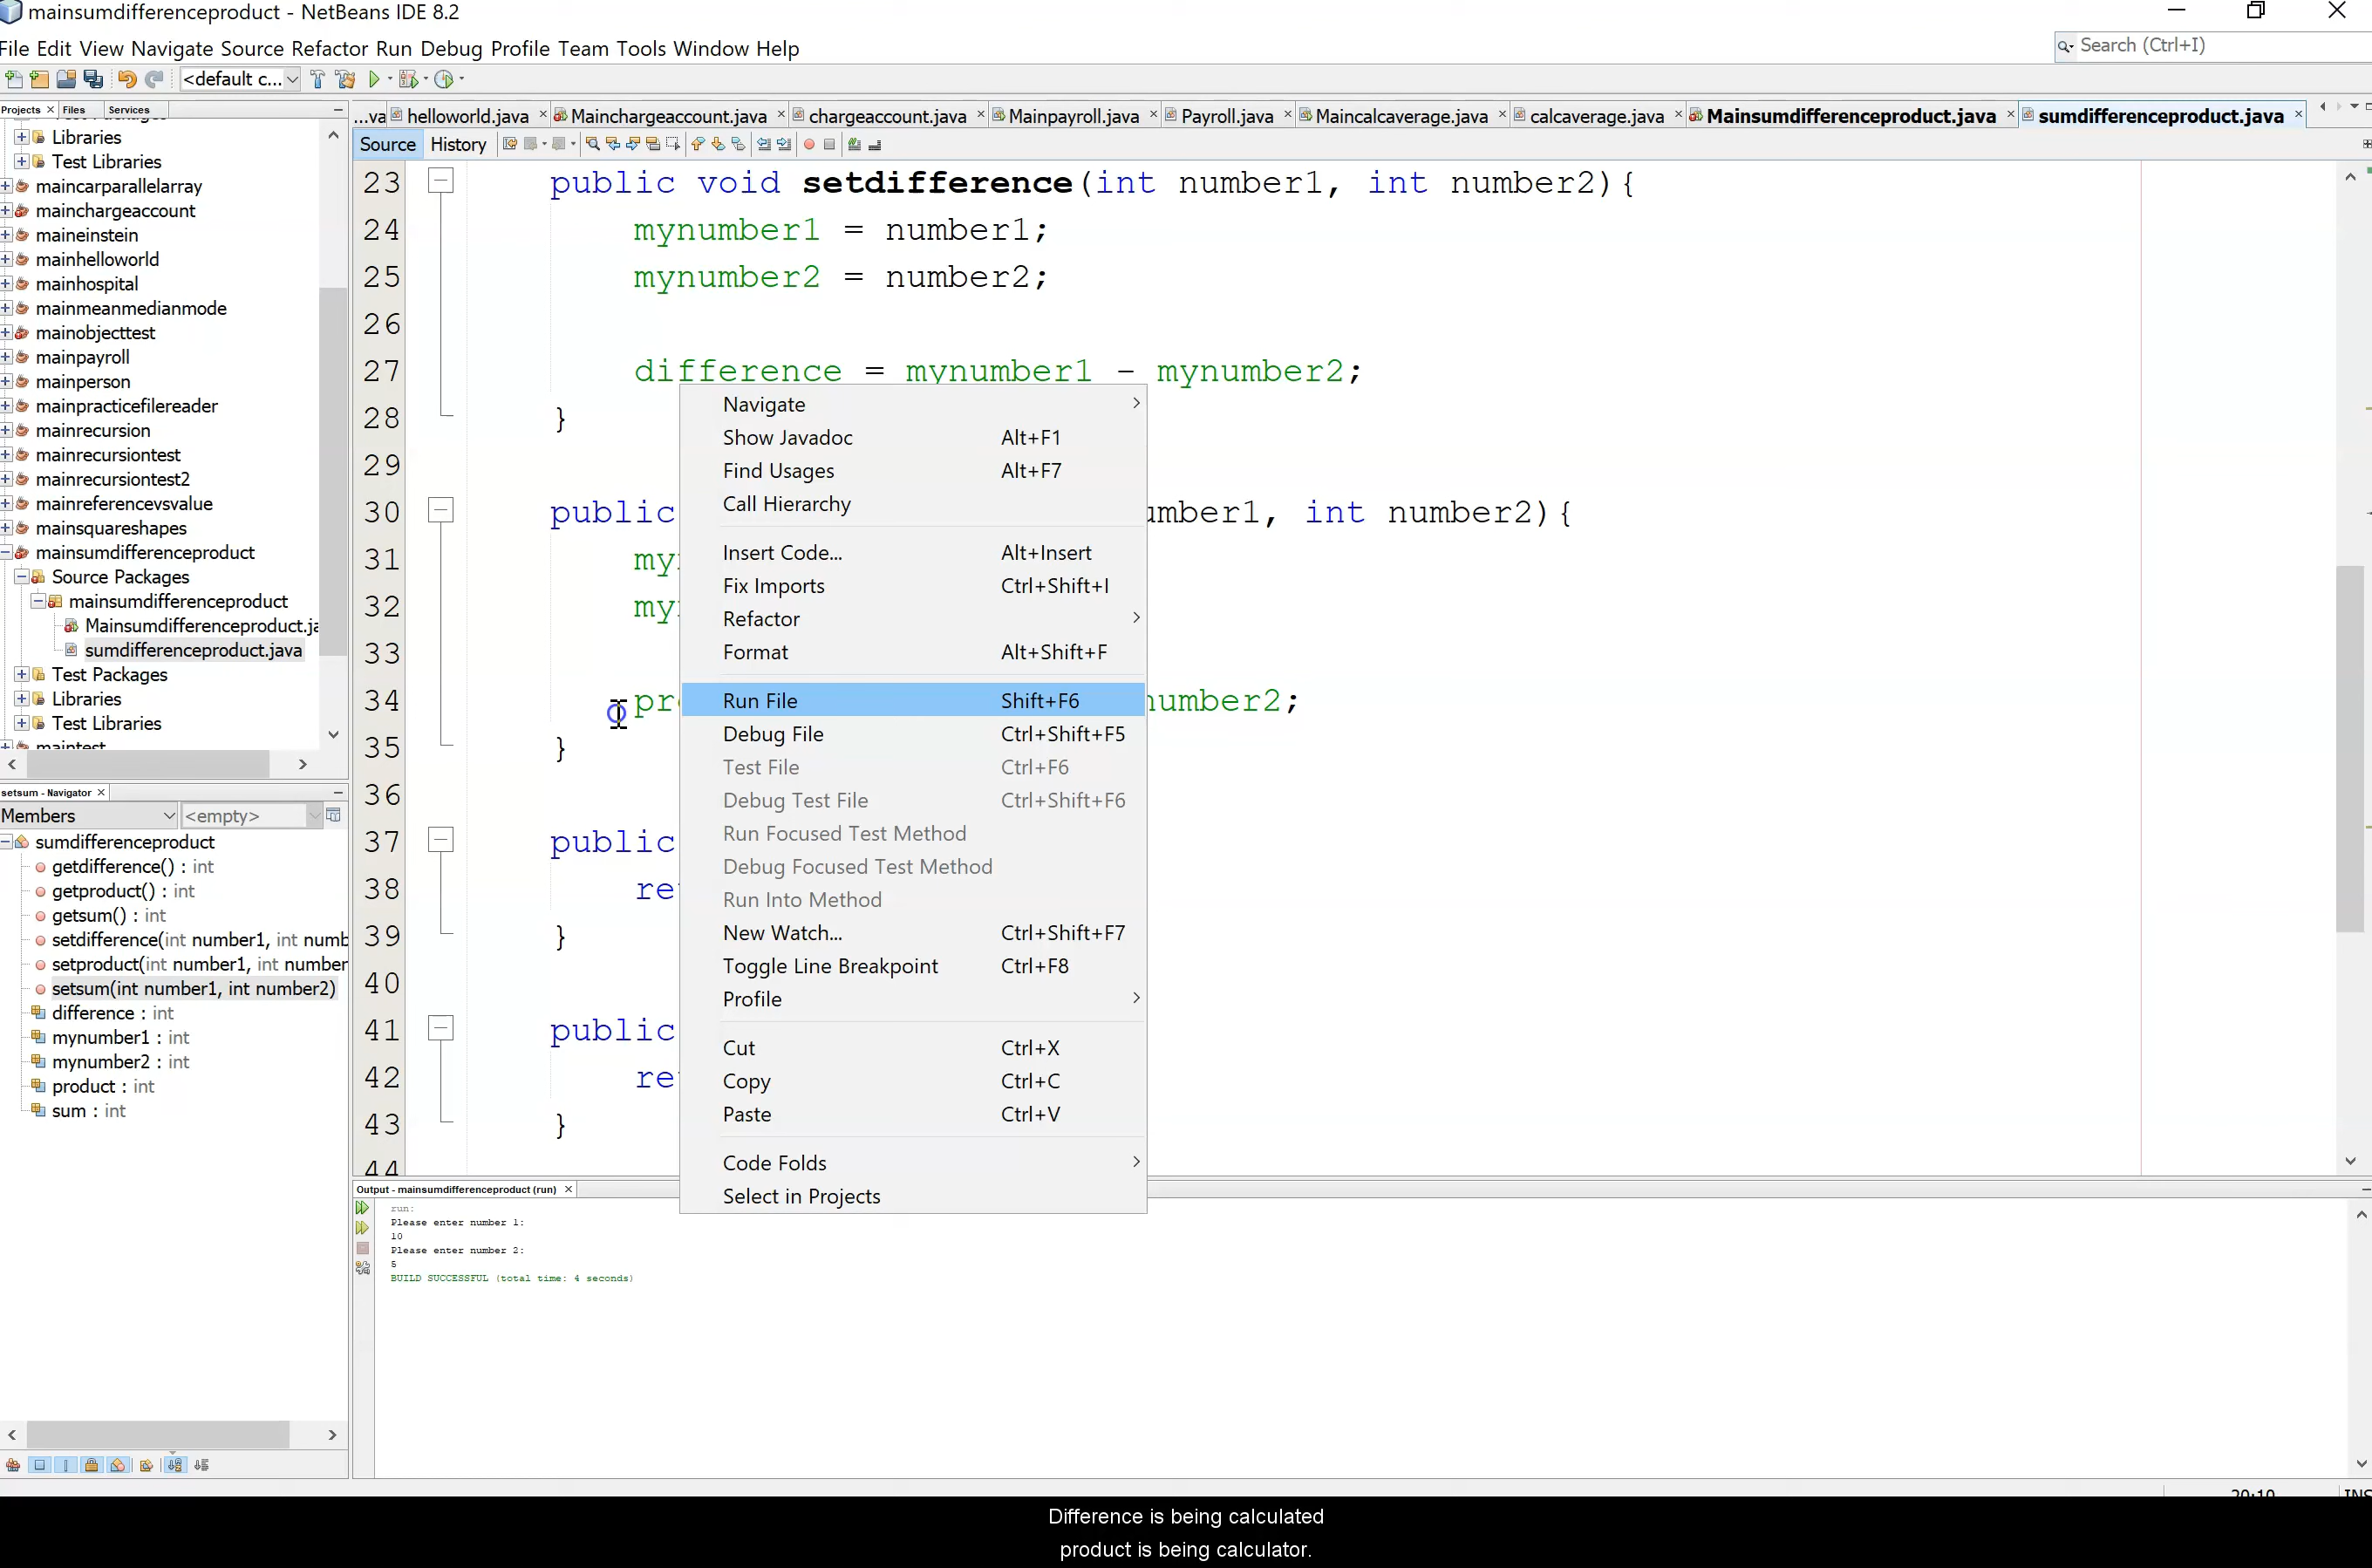 mainsumdifferenceproduct - NetBeans IDE 8.2
File Edit View Navigate Source Refactor Run Debug Profile Team Tools Window Help
Search (Ctrl+I)
<default c...
Projects Files Services
...va helloworld.java Mainchargeaccount.java chargeaccount.java Mainpayroll.java Payroll.java Maincalcaverage.java calcaverage.java Mainsumdifferenceproduct.java sumdifferenceproduct.java
Source History
Libraries
Test Libraries
maincarparallelarray
mainchargeaccount
maineinstein
mainhelloworld
mainhospital
mainmeanmedianmode
mainobjecttest
mainpayroll
mainperson
mainpracticefilereader
mainrecursion
mainrecursiontest
mainrecursiontest2
mainreferencevsvalue
mainsquareshapes
mainsumdifferenceproduct
Source Packages
mainsumdifferenceproduct
Mainsumdifferenceproduct.ja
sumdifferenceproduct.java
Test Packages
Libraries
Test Libraries
maintest
setsum - Navigator
Members <empty>
sumdifferenceproduct
getdifference() : int
getproduct() : int
getsum() : int
setdifference(int number1, int numb
setproduct(int number1, int number
setsum(int number1, int number2)
difference : int
mynumber1 : int
mynumber2 : int
product : int
sum : int
23 public void setdifference(int number1, int number2){
24 mynumber1 = number1;
25 mynumber2 = number2;
26
27 difference = mynumber1 - mynumber2;
28 }
29
30 public umber1, int number2){
31 my
32 my
33
34 pr number2;
35 }
36
37 public
38 re
39 }
40
41 public
42 re
43 }
44
Navigate
Show Javadoc Alt+F1
Find Usages Alt+F7
Call Hierarchy
Insert Code... Alt+Insert
Fix Imports Ctrl+Shift+I
Refactor
Format Alt+Shift+F
Run File Shift+F6
Debug File Ctrl+Shift+F5
Test File Ctrl+F6
Debug Test File Ctrl+Shift+F6
Run Focused Test Method
Debug Focused Test Method
Run Into Method
New Watch... Ctrl+Shift+F7
Toggle Line Breakpoint Ctrl+F8
Profile
Cut Ctrl+X
Copy Ctrl+C
Paste Ctrl+V
Code Folds
Select in Projects
Output - mainsumdifferenceproduct (run)
run:
Please enter number 1:
10
Please enter number 2:
5
BUILD SUCCESSFUL (total time: 4 seconds)
20:10 INS
Difference is being calculated
product is being calculator.